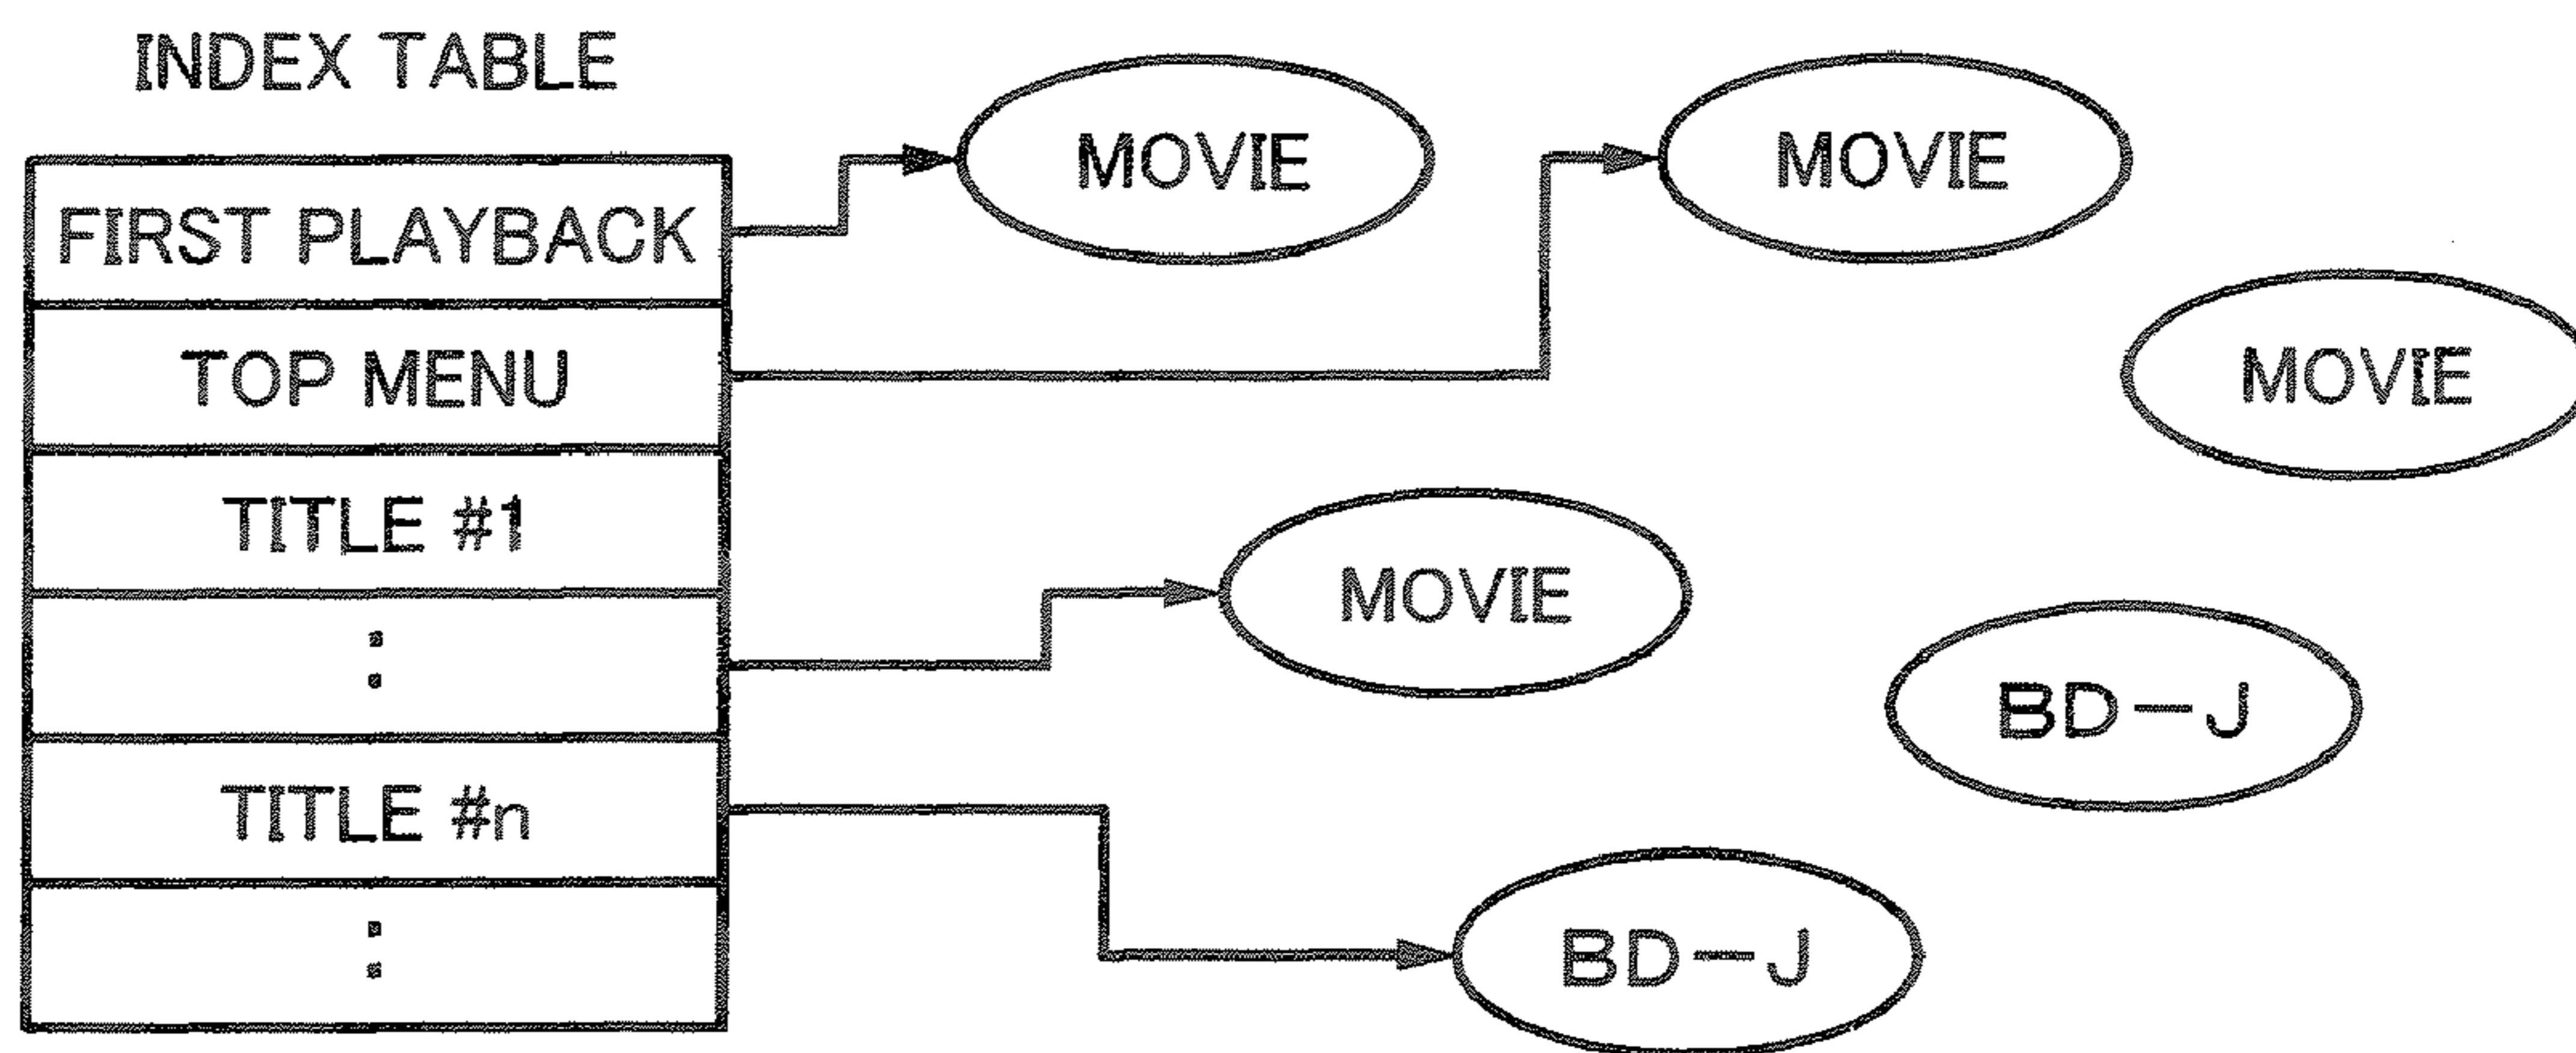 INDEX TABLE
FIRST PLAYBACK
TOP MENU
TITLE #1
:
TITLE #n
:
MOVIE
MOVIE
MOVIE
MOVIE
BD-J
BD-J